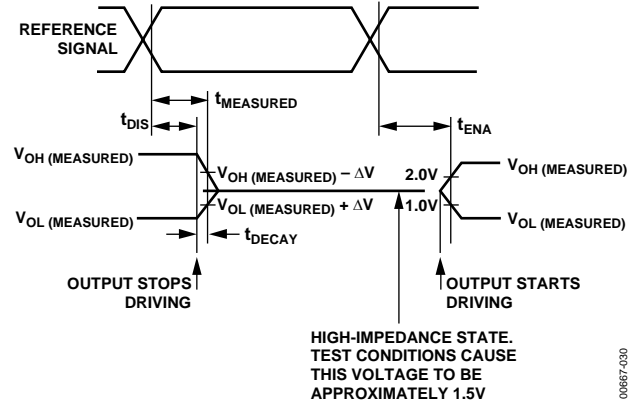 REFERENCE
SIGNAL
tMEASURED
tDIS
tENA
VOH (MEASURED)
VOH (MEASURED) – ΔV
2.0V
VOH (MEASURED)
VOL (MEASURED)
VOL (MEASURED) + ΔV
1.0V
VOL (MEASURED)
tDECAY
OUTPUT STOPS
DRIVING
OUTPUT STARTS
DRIVING
HIGH-IMPEDANCE STATE.
TEST CONDITIONS CAUSE
THIS VOLTAGE TO BE
APPROXIMATELY 1.5V
00667-030